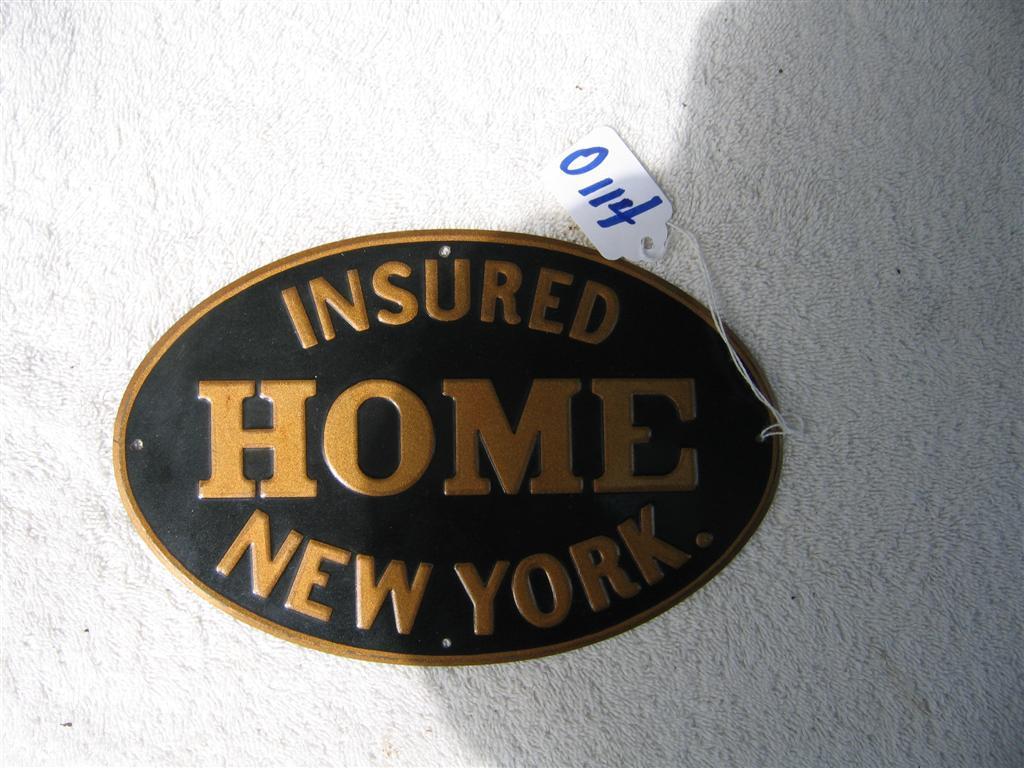 0114
INSURED
HOME
NEW YORK.